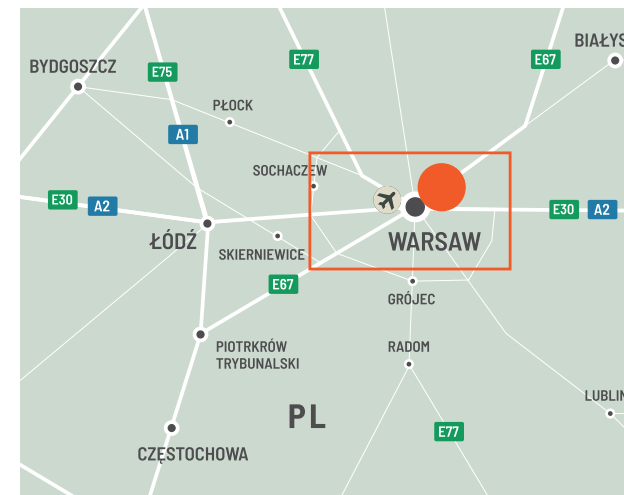 BIAŁYS
BYDGOSZCZ
E75
E77
E67
PŁOCK
A1
SOCHACZEW
E30
A2
E30
A2
ŁÓDŹ
WARSAW
SKIERNIEWICE
E67
GRÓJEC
PIOTRKRÓW
TRYBUNALSKI
RADOM
LUBLIN
PL
E77
CZĘSTOCHOWA